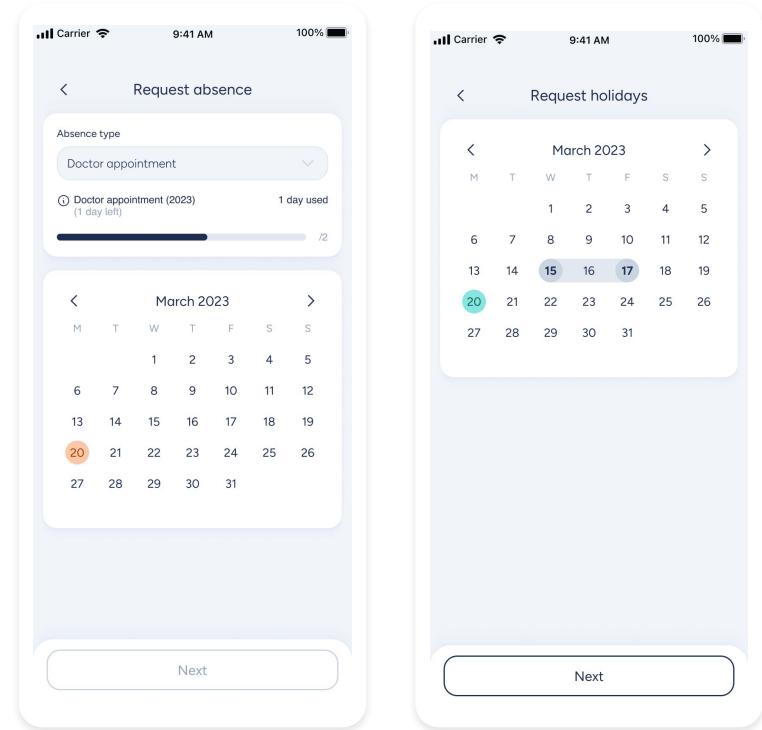 Carrier 9:41 AM 100%
Request absence
Absence type
Doctor appointment
Doctor appointment (2023) 1 day used
(1 day left)
/2
March 2023
M T W T F S S
1 2 3 4 5
6 7 8 9 10 11 12
13 14 15 16 17 18 19
20 21 22 23 24 25 26
27 28 29 30 31
Next
Carrier 9:41 AM 100%
Request holidays
March 2023
M T W T F S S
1 2 3 4 5
6 7 8 9 10 11 12
13 14 15 16 17 18 19
20 21 22 23 24 25 26
27 28 29 30 31
Next